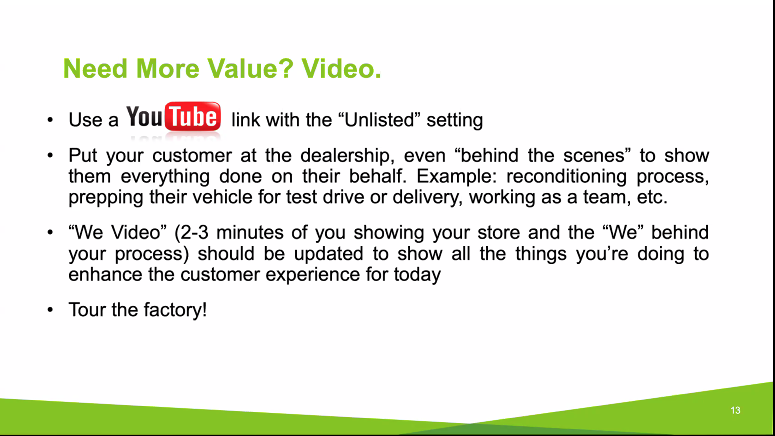 Need More Value? Video.
• Use a YouTube link with the “Unlisted” setting
• Put your customer at the dealership, even “behind the scenes” to show
them everything done on their behalf. Example: reconditioning process,
prepping their vehicle for test drive or delivery, working as a team, etc.
• “We Video” (2-3 minutes of you showing your store and the “We” behind
your process) should be updated to show all the things you’re doing to
enhance the customer experience for today
• Tour the factory!
13